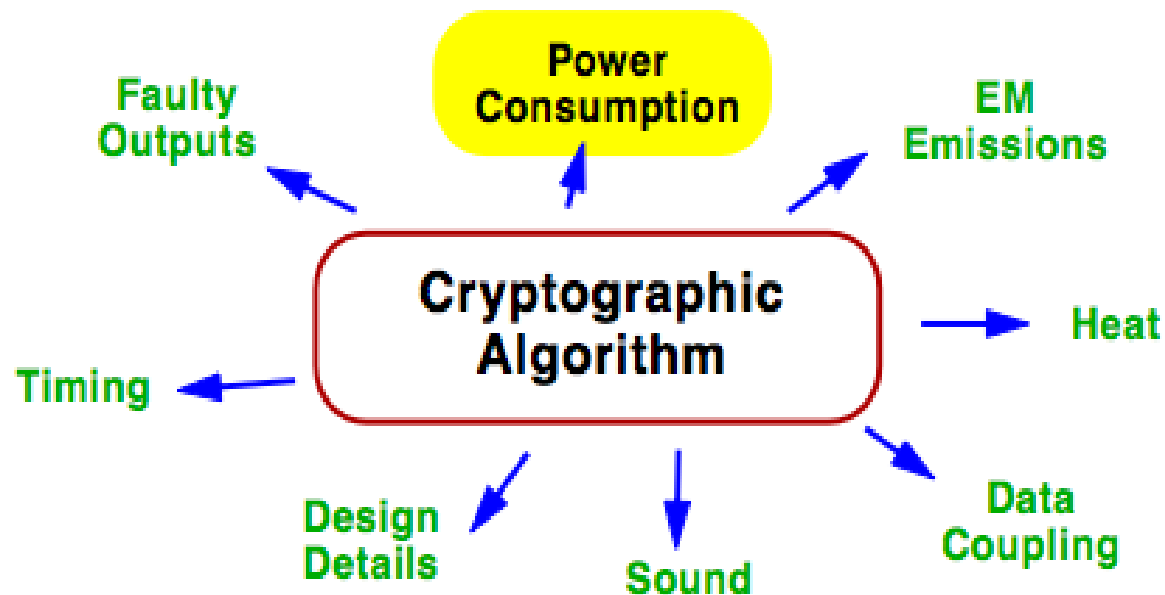 Power
Consumption
Faulty
Outputs
EM
Emissions
Cryptographic
Algorithm
Heat
Timing
Design
Details
Sound
Data
Coupling